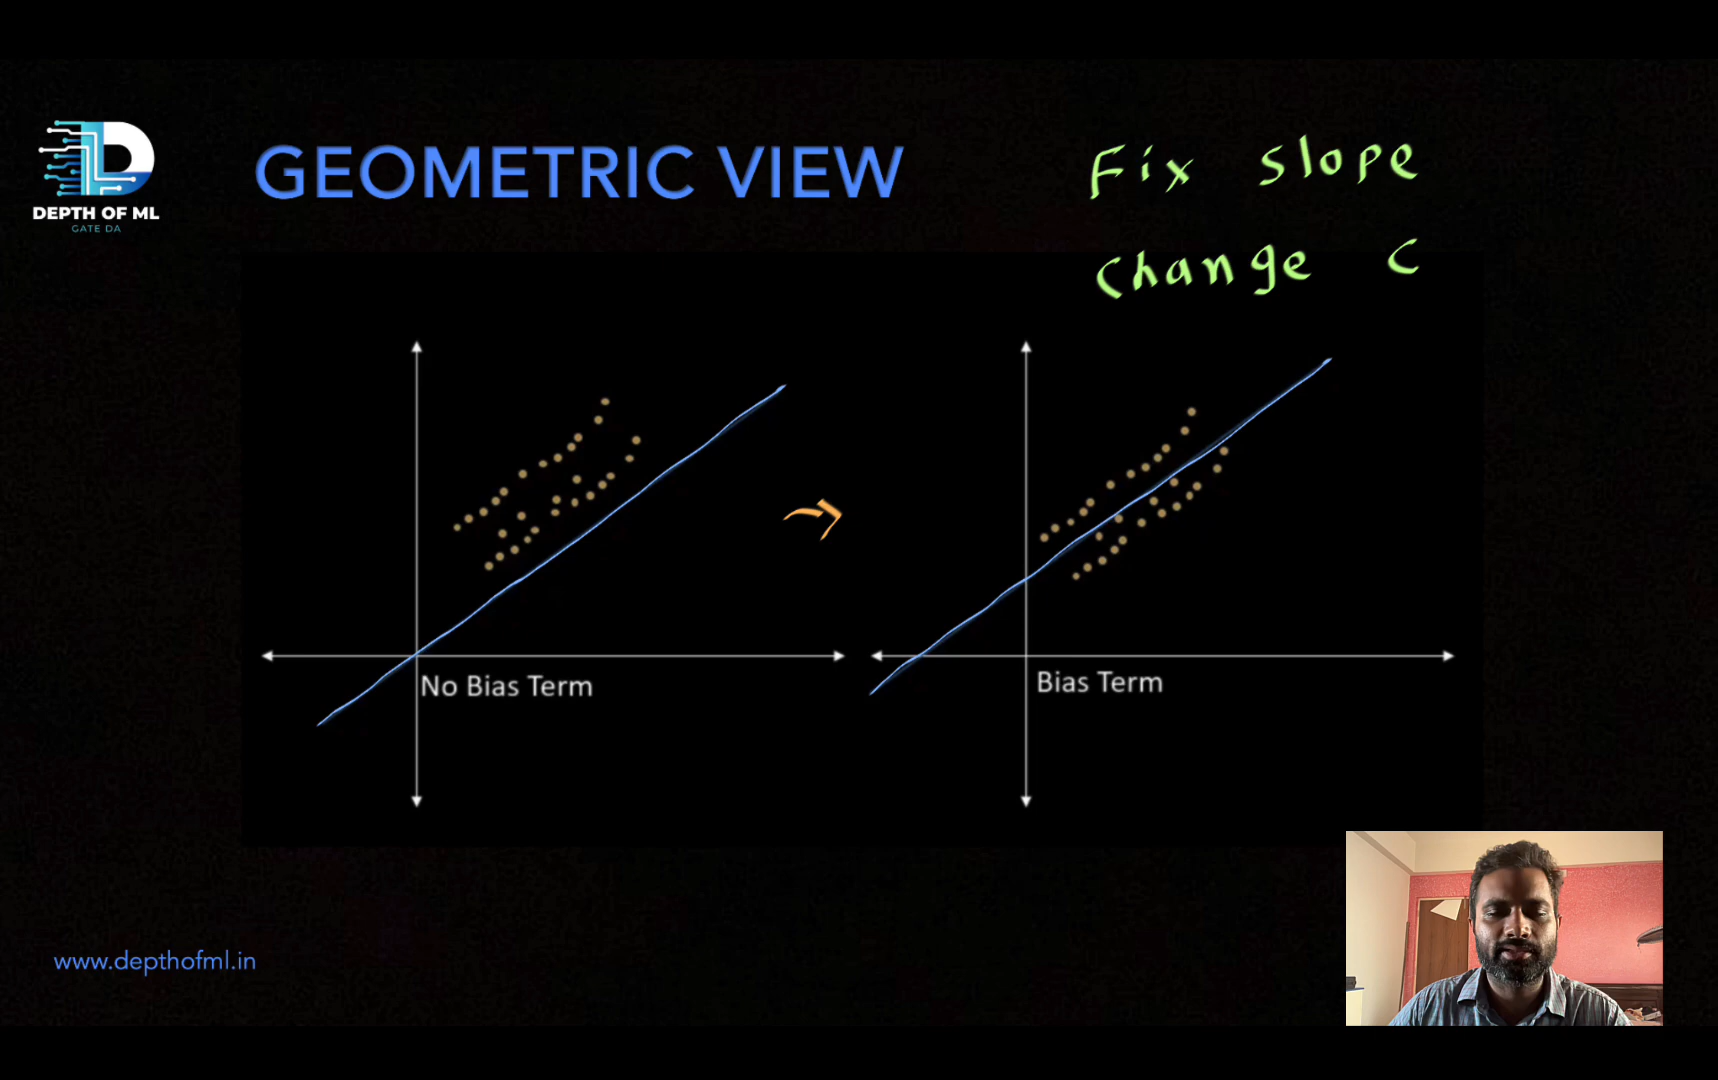 DEPTH OF ML
GATE DA
GEOMETRIC VIEW
Fix slope
Change C
No Bias Term
Bias Term
www.depthofml.in